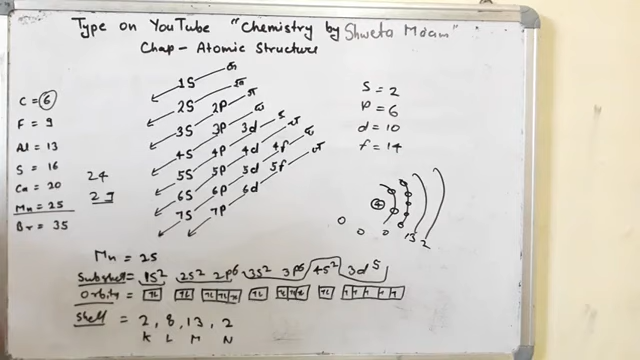 Type on YouTube "Chemistry by Shweta Mdam"
Chap - Atomic Structure
1S
2S 2P
3S 3P 3d
4S 4P 4d 4f
5S 5P 5d 5f
6S 6P 6d
7S 7P
C = 6
F = 9
Al = 13
S = 16
Ca = 20
Mn = 25
Br = 35
24
29
S = 2
P = 6
d = 10
f = 14
13 2
Mn = 25
Subshell = 1S² 2S² 2P⁶ 3S² 3P⁶ 4S² 3d⁵
Orbitals =
Shell = 2, 8, 13, 2
K L M N